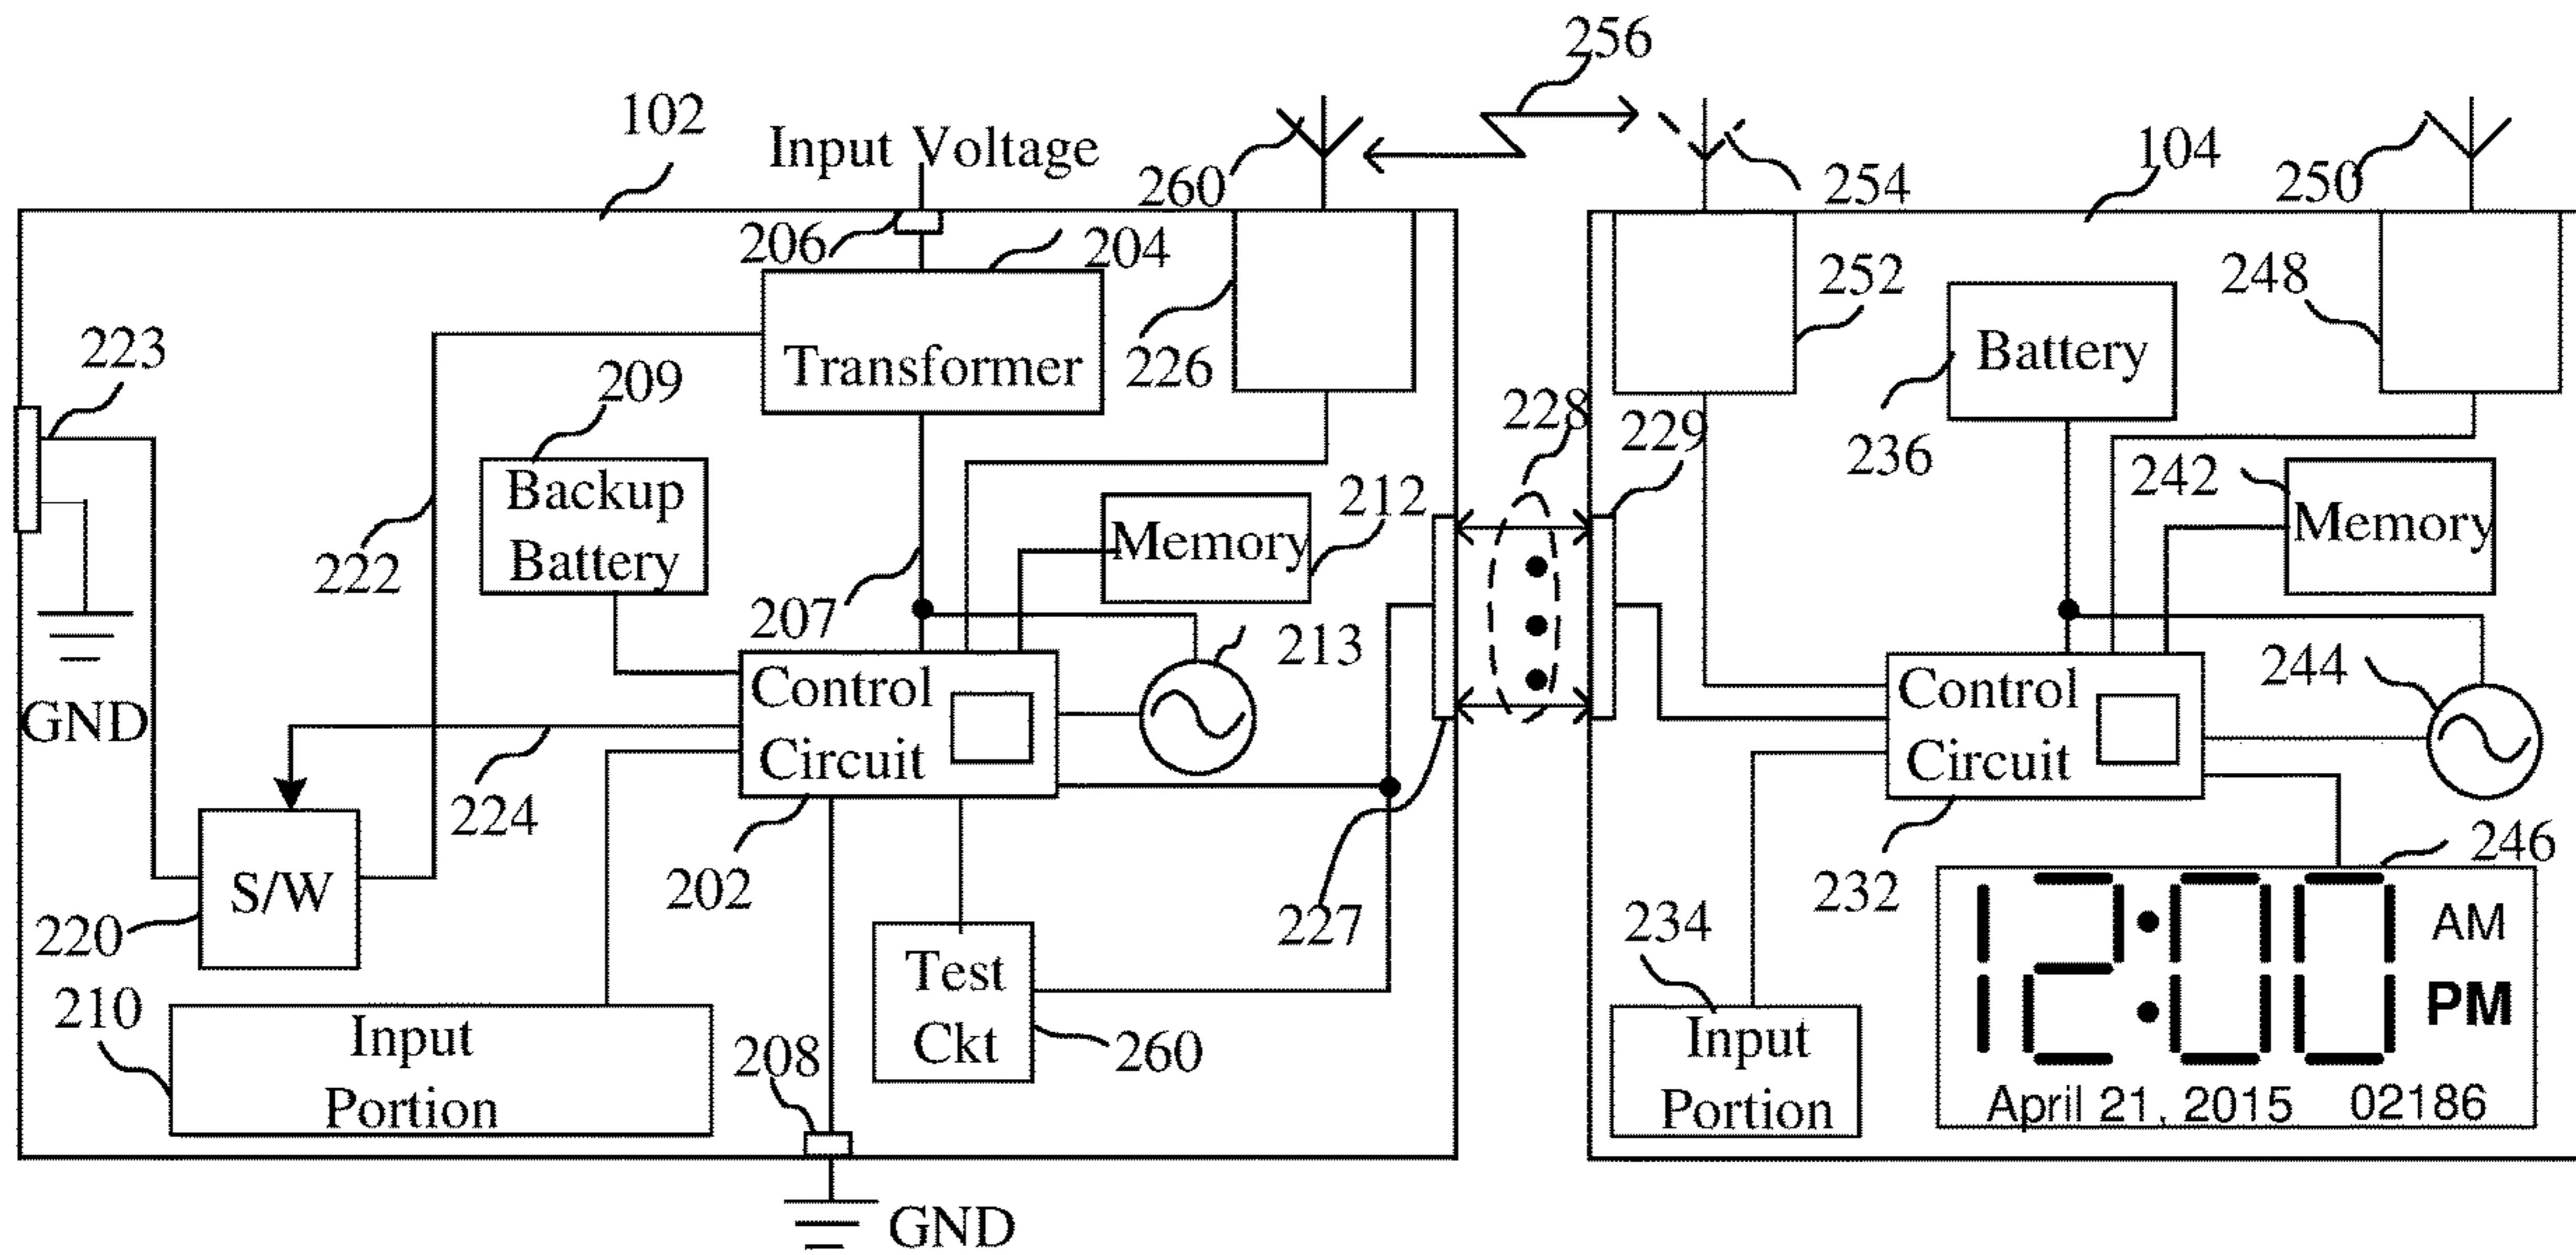 256
102
Input Voltage
260
254
104
250
206
204
252
248
223
Transformer
226
Battery
209
228
229
236
242
Backup
Battery
Memory
212
Memory
222
207
213
244
GND
Control
Circuit
Control
Circuit
224
202
232
246
S/W
220
227
234
12:00
AM
PM
April 21, 2015
02186
210
Input
Portion
208
Test
Ckt
260
Input
Portion
GND